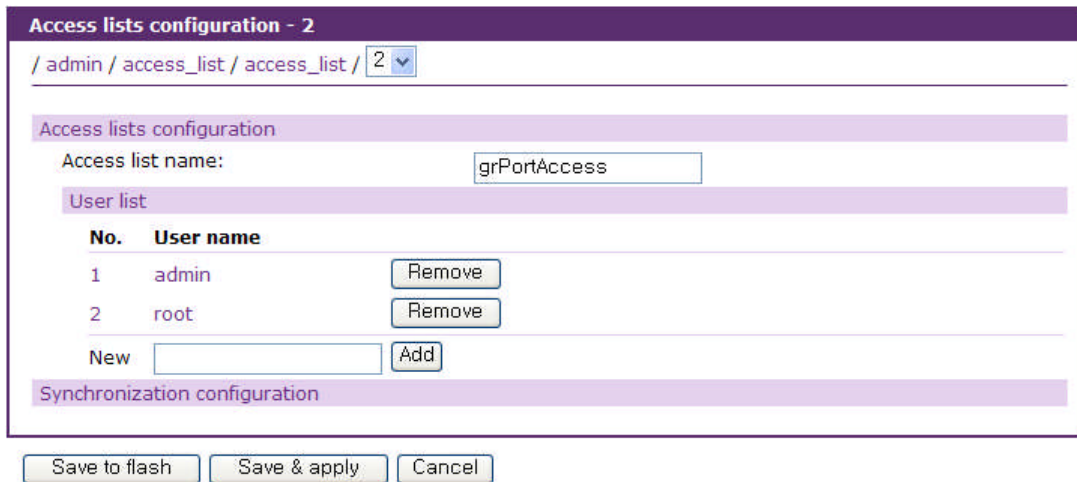 Access lists configuration - 2
/ admin / access_list / access_list / 2
Access lists configuration
Access list name: grPortAccess
User list
No. User name
1 admin Remove
2 root Remove
New Add
Synchronization configuration
Save to flash Save & apply Cancel